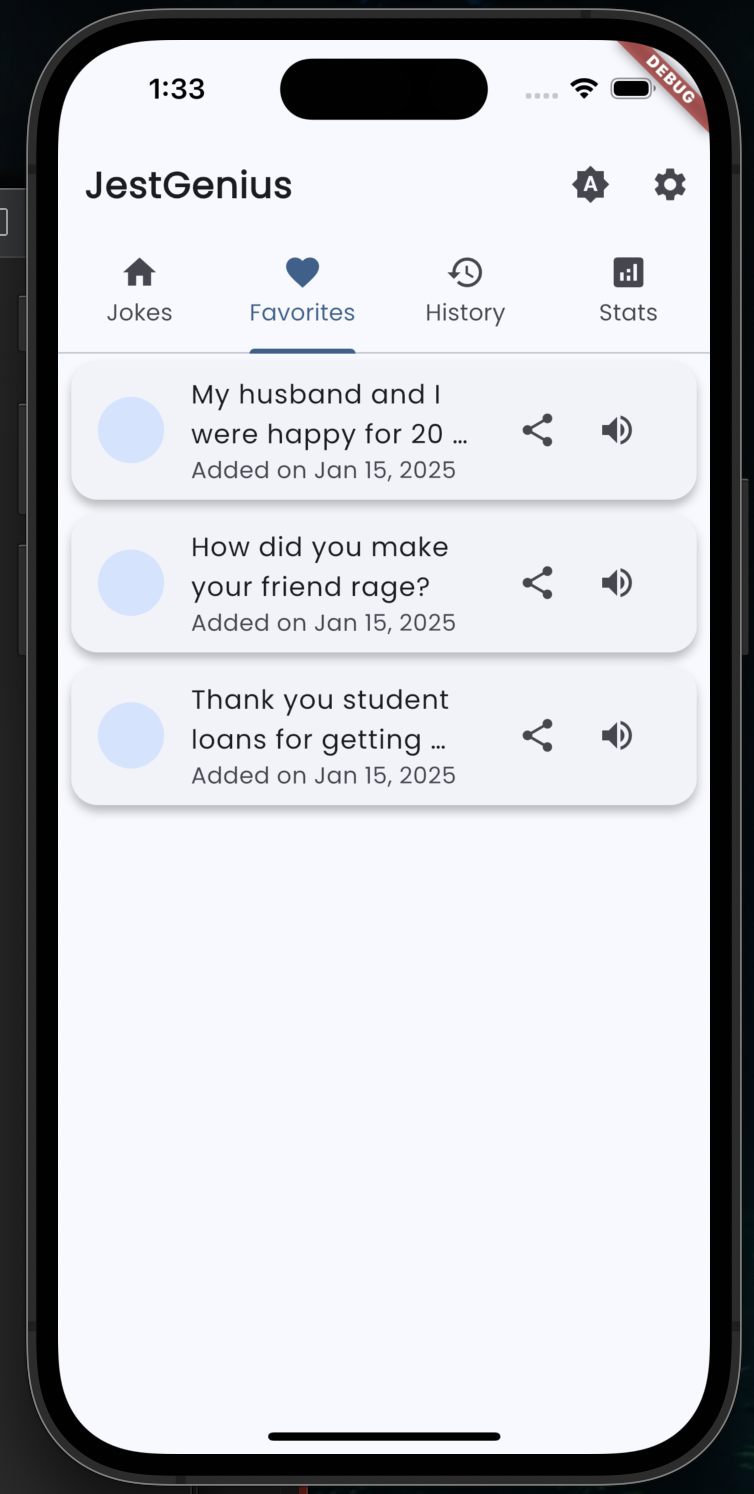 1:33
DEBUG
JestGenius
A
Jokes
Favorites
History
Stats
My husband and I
were happy for 20 ...
Added on Jan 15, 2025
How did you make
your friend rage?
Added on Jan 15, 2025
Thank you student
loans for getting ...
Added on Jan 15, 2025